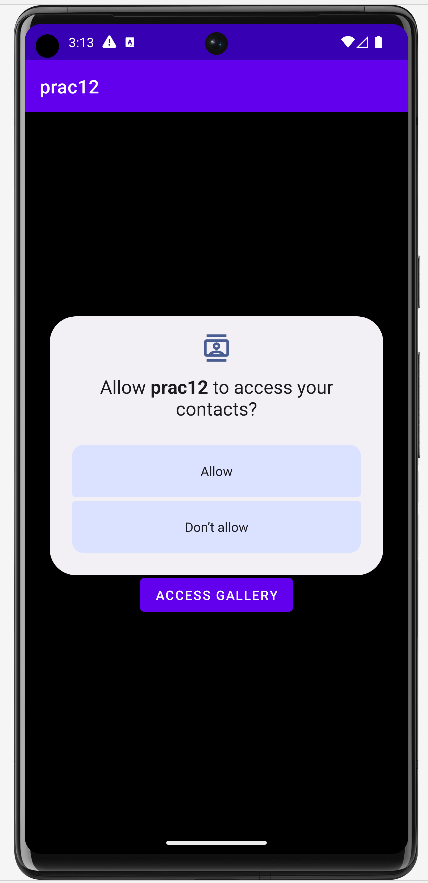 3:13
prac12
Allow prac12 to access your
contacts?
Allow
Don't allow
ACCESS GALLERY